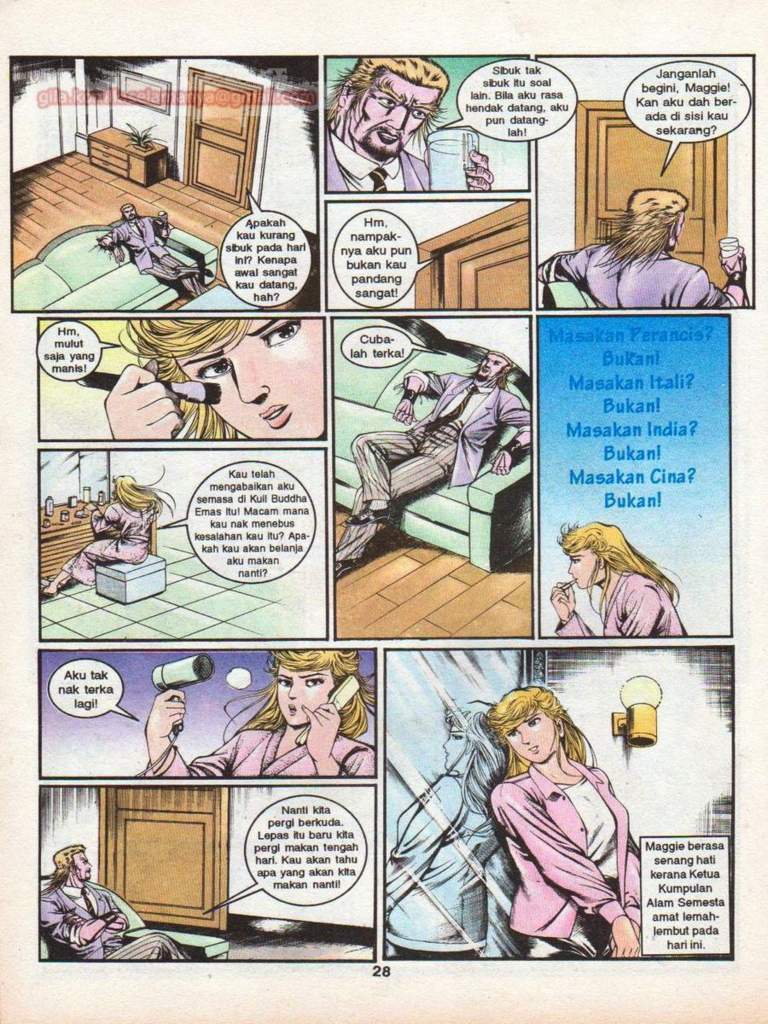 Apakah
kau kurang
sibuk pada hari
ini? Kenapa
awal sangat
kau datang,
hah?
Sibuk tak
sibuk itu soal
lain. Bila aku rasa
hendak datang, aku
pun datang-
lah!
Hm,
nampak-
nya aku pun
bukan kau
pandang
sangat!
Janganlah
begini, Maggie!
Kan aku dah ber-
ada di sisi kau
sekarang?
Hm,
mulut
saja yang
manis!
Kau telah
mengabaikan aku
semasa di Kuil Buddha
Emas Itu! Macam mana
kau nak menebus
kesalahan kau itu? Apa-
kah kau akan belanja
aku makan
nanti?
Cuba-
lah terka!
Masakan Perancis?
Bukan!
Masakan Itali?
Bukan!
Masakan India?
Bukan!
Masakan Cina?
Bukan!
Aku tak
nak terka
lagi!
Nanti kita
pergi berkuda.
Lepas itu baru kita
pergi makan tengah
hari. Kau akan tahu
apa yang akan kita
makan nanti!
Maggie berasa
senang hati
kerana Ketua
Kumpulan
Alam Semesta
amat lemah-
lembut pada
hari ini.
28